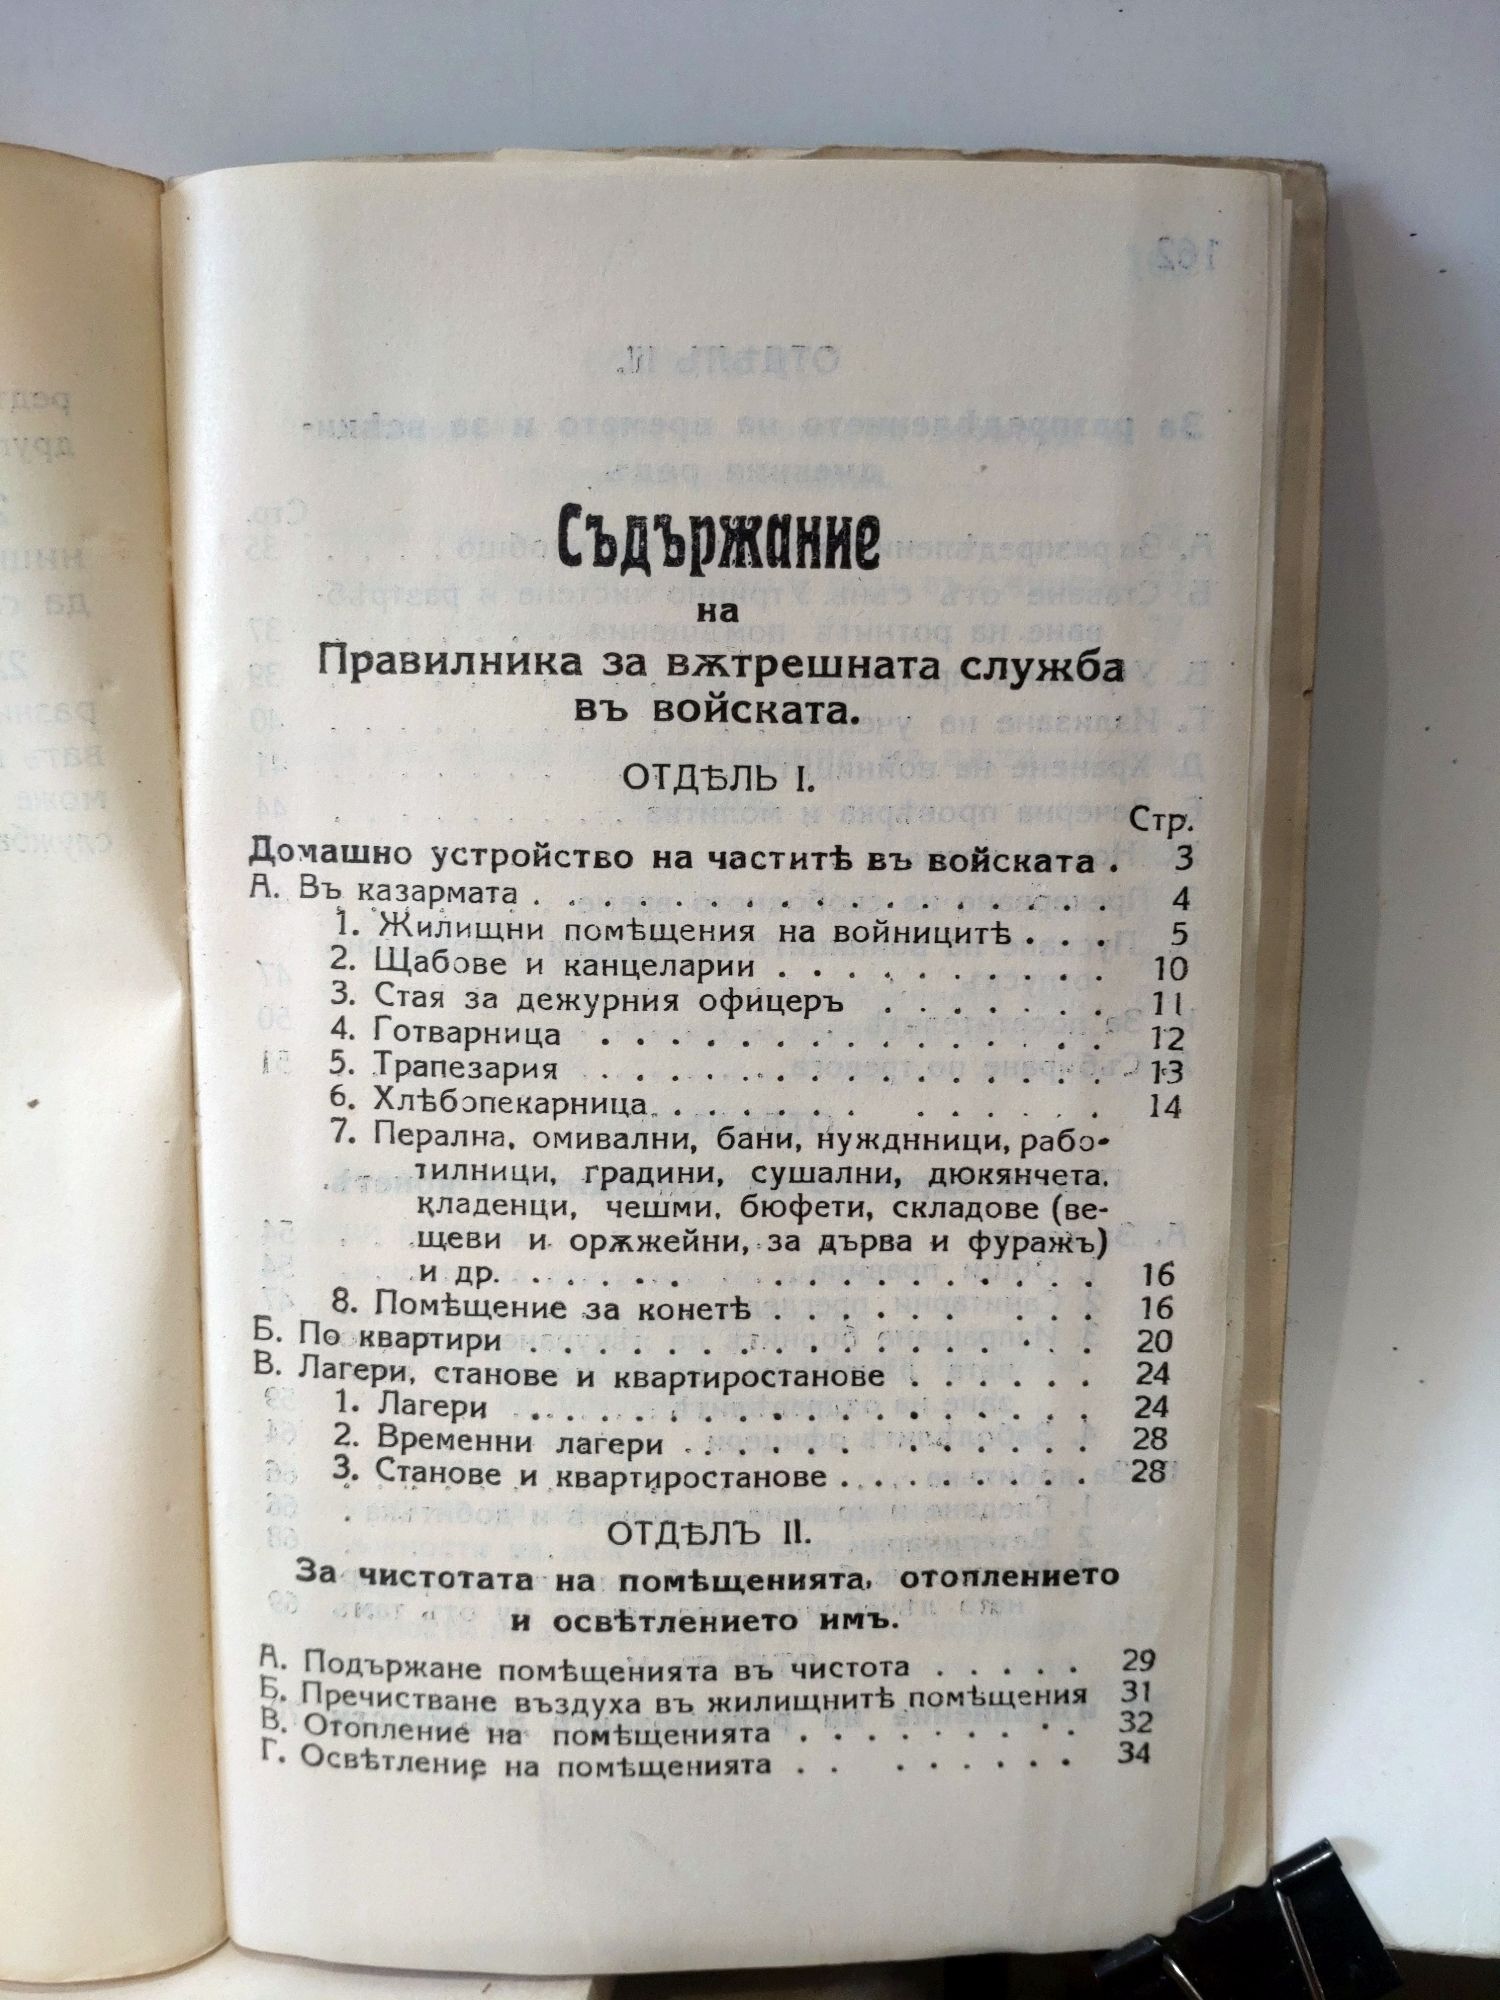 Съдържание
на
Правилника за вѫтрешната служба
въ войската.
ОТДѢЛЪ I.
Стр.
Домашно устройство на частитѣ въ войската . 3
А. Въ казармата . . . . . . . . . . . . . . . . 4
1. Жилищни помѣщения на войницитѣ . . . 5
2. Щабове и канцеларии . . . . . . . . . . 10
3. Стая за дежурния офицеръ . . . . . . . 11
4. Готварница . . . . . . . . . . . . . . 12
5. Трапезария . . . . . . . . . . . . . . 13
6. Хлѣбопекарница . . . . . . . . . . . . 14
7. Перална, омивални, бани, нужднници, рабо-
тилници, градини, сушални, дюкянчета,
кладенци, чешми, бюфети, складове (ве-
щеви и орѫжейни, за дърва и фуражъ)
и др. . . . . . . . . . . . . . . . . 16
8. Помѣщение за конетѣ . . . . . . . . . 16
Б. По квартири . . . . . . . . . . . . . . . . 20
В. Лагери, станове и квартиростанове . . . . . . 24
1. Лагери . . . . . . . . . . . . . . . . 24
2. Временни лагери . . . . . . . . . . . . 28
3. Станове и квартиростанове . . . . . . . . 28
ОТДѢЛЪ II.
За чистотата на помѣщенията, отоплението
и освѣтлението имъ.
А. Подържане помѣщенията въ чистота . . . . . 29
Б. Пречистване въздуха въ жилищнитѣ помѣщения 31
В. Отопление на помѣщенията . . . . . . . . . 32
Г. Освѣтление на помѣщенията . . . . . . . . 34